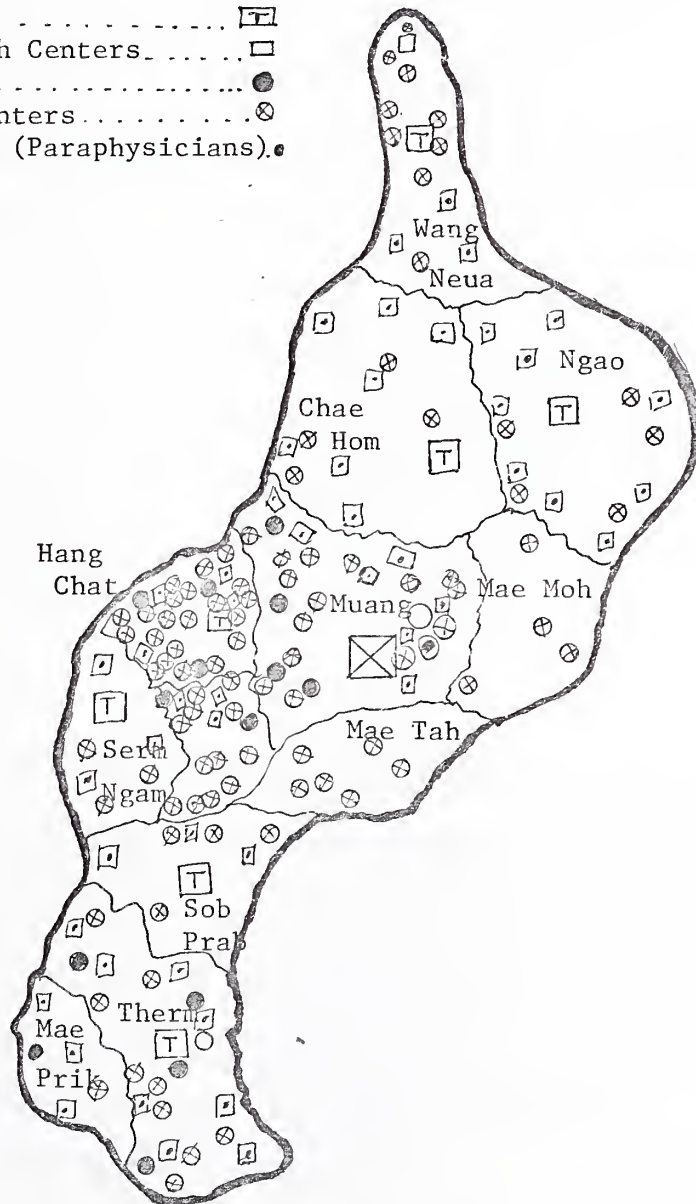 T
h Centers
nters
(Paraphysicians)
T
Wang
Neua
Ngao
T
Chae
Hom
T
Hang
Chat
Muang
Mae Moh
T
T
Mae Tah
Serm
Ngam
T
Sob
Prab
Therm
Mae
T
Prik